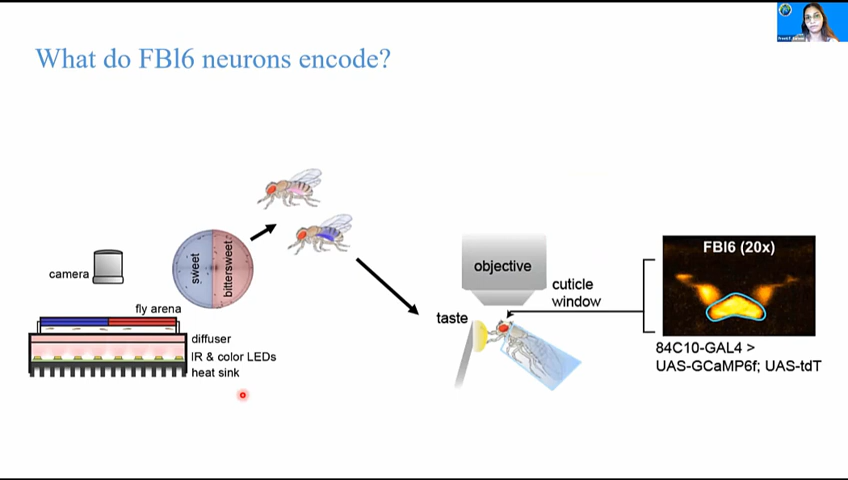 What do FBl6 neurons encode?
camera
sweet
bittersweet
fly arena
diffuser
IR & color LEDs
heat sink
objective
cuticle
window
taste
FBl6 (20x)
84C10-GAL4 >
UAS-GCaMP6f; UAS-tdT